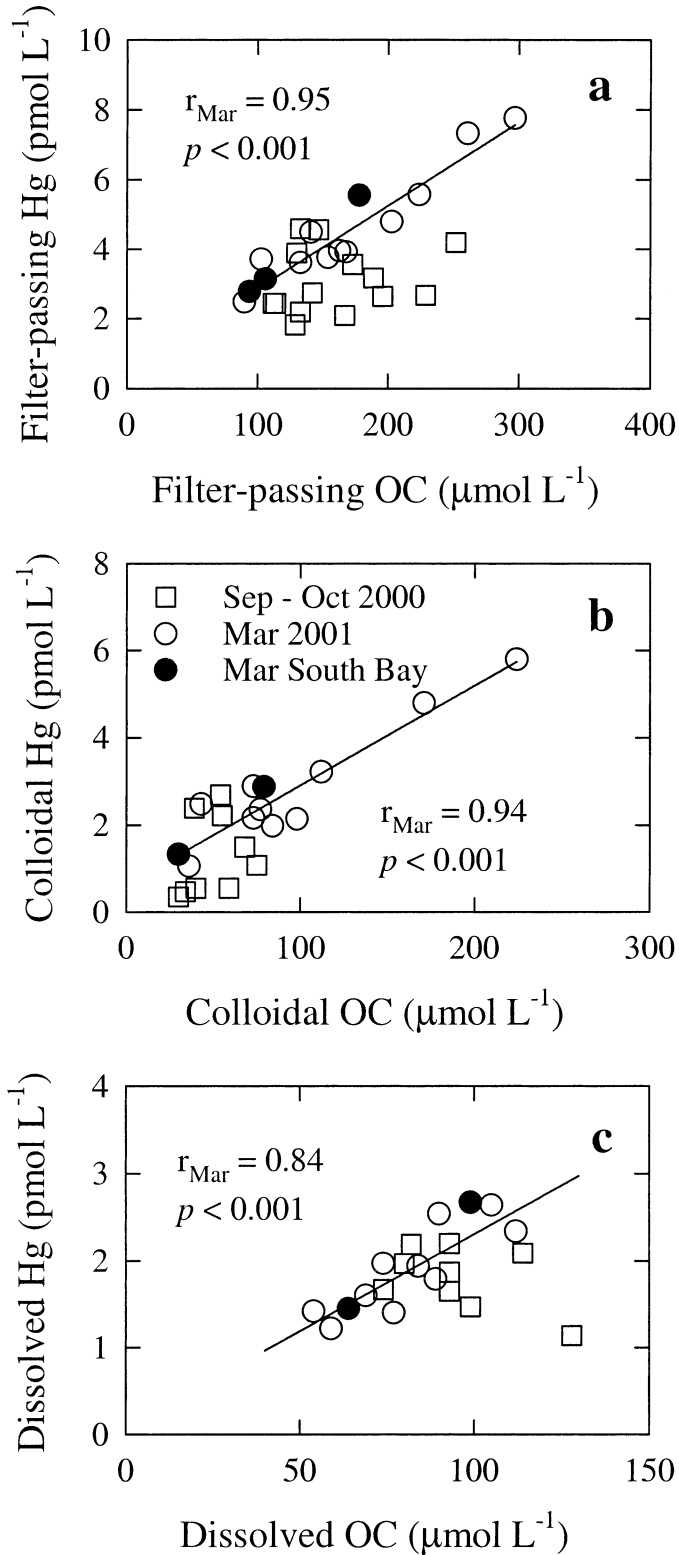 10
8
6
4
2
0
Filter-passing Hg (pmol L⁻¹)
a
r_Mar = 0.95
p < 0.001
0 100 200 300 400
Filter-passing OC (μmol L⁻¹)
8
6
4
2
0
Colloidal Hg (pmol L⁻¹)
Sep - Oct 2000
Mar 2001
Mar South Bay
b
r_Mar = 0.94
p < 0.001
0 100 200 300
Colloidal OC (μmol L⁻¹)
4
3
2
1
0
Dissolved Hg (pmol L⁻¹)
c
r_Mar = 0.84
p < 0.001
0 50 100 150
Dissolved OC (μmol L⁻¹)